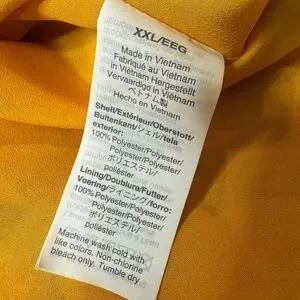 XXL/EEG
Made in Vietnam
Fabriqué au Vietnam
in Vietnam Hergestellt
Vervaardigd in Viëtnam
ベトナム製
Hecho en Vietnam
Shell/Extérieur/Oberstoff/
Buitenkant/シェル/tela
exterior:
100% Polyester/Polyester/
Polyester/Polyester/
ポリエステル/
poliéster
Lining/Doublure/Futter/
Voering/ライニング/forro:
100% Polyester/Polyester/
Polyester/Polyester/
ポリエステル/
poliéster
Machine wash cold with
like colors. Non-chlorine
bleach only. Tumble dry